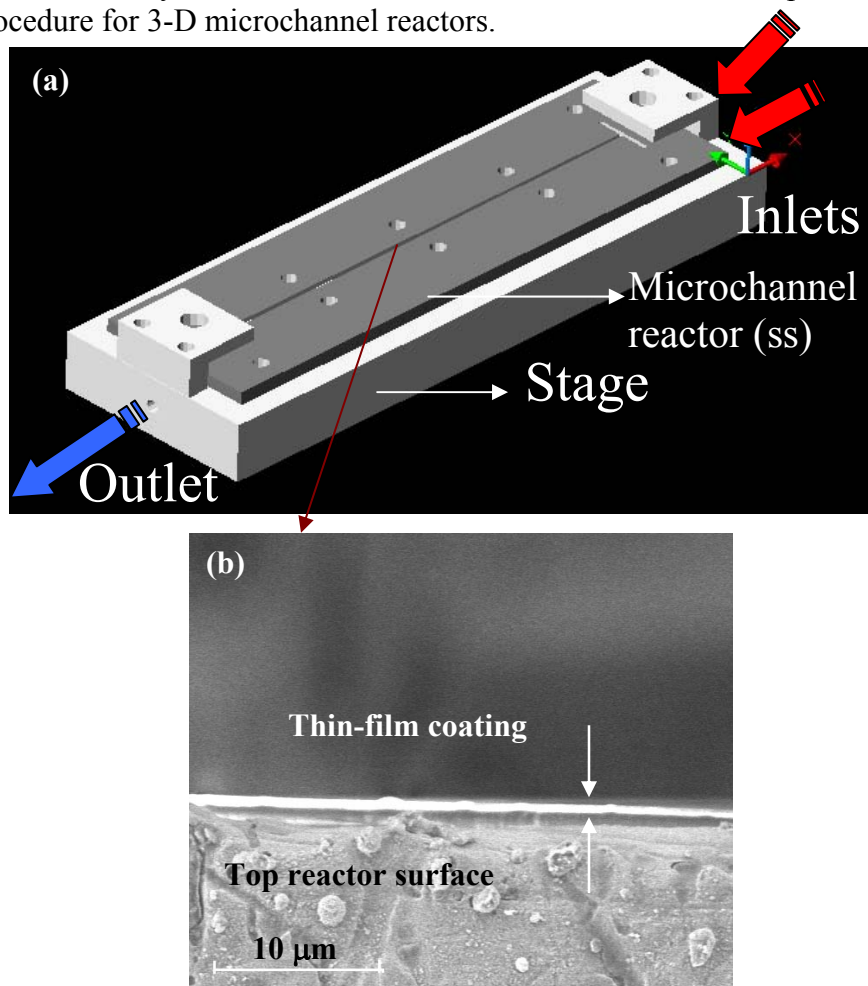 ocedure for 3-D microchannel reactors.
(a)
Inlets
Microchannel
reactor (ss)
Stage
Outlet
(b)
Thin-film coating
Top reactor surface
10 μm